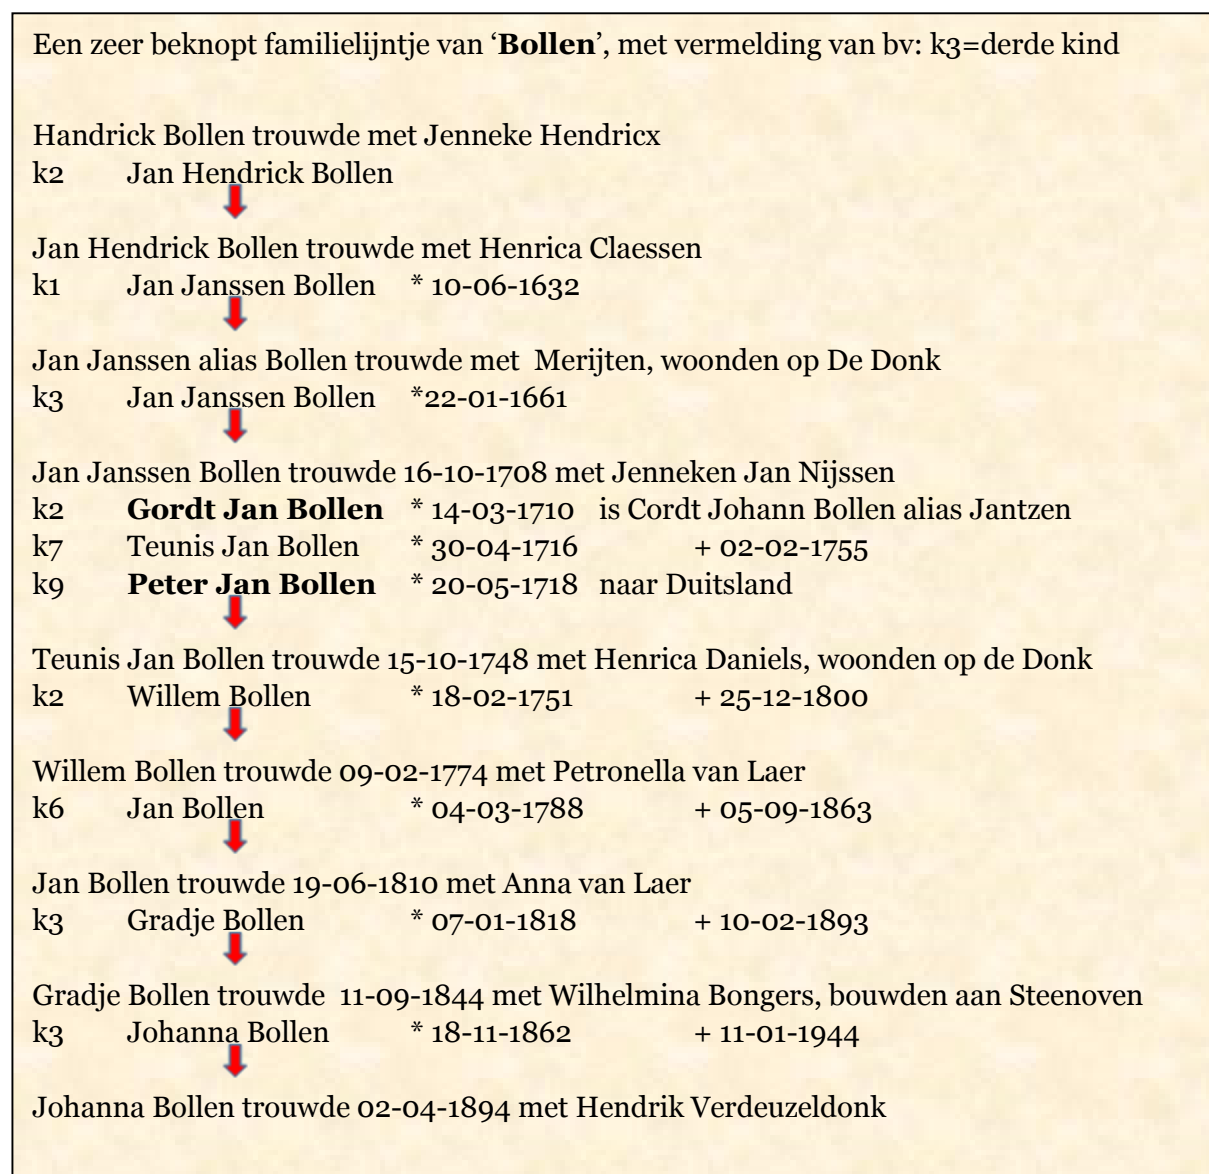 Een zeer beknopt familielijntje van ‘Bollen’, met vermelding van bv: k3=derde kind
Handrick Bollen trouwde met Jenneke Hendricx
k2 Jan Hendrick Bollen
Jan Hendrick Bollen trouwde met Henrica Claessen
k1 Jan Janssen Bollen * 10-06-1632
Jan Janssen alias Bollen trouwde met Merijten, woonden op De Donk
k3 Jan Janssen Bollen *22-01-1661
Jan Janssen Bollen trouwde 16-10-1708 met Jenneken Jan Nijssen
k2 Gordt Jan Bollen * 14-03-1710 is Cordt Johann Bollen alias Jantzen
k7 Teunis Jan Bollen * 30-04-1716 + 02-02-1755
k9 Peter Jan Bollen * 20-05-1718 naar Duitsland
Teunis Jan Bollen trouwde 15-10-1748 met Henrica Daniels, woonden op de Donk
k2 Willem Bollen * 18-02-1751 + 25-12-1800
Willem Bollen trouwde 09-02-1774 met Petronella van Laer
k6 Jan Bollen * 04-03-1788 + 05-09-1863
Jan Bollen trouwde 19-06-1810 met Anna van Laer
k3 Gradje Bollen * 07-01-1818 + 10-02-1893
Gradje Bollen trouwde 11-09-1844 met Wilhelmina Bongers, bouwden aan Steenoven
k3 Johanna Bollen * 18-11-1862 + 11-01-1944
Johanna Bollen trouwde 02-04-1894 met Hendrik Verdeuzeldonk